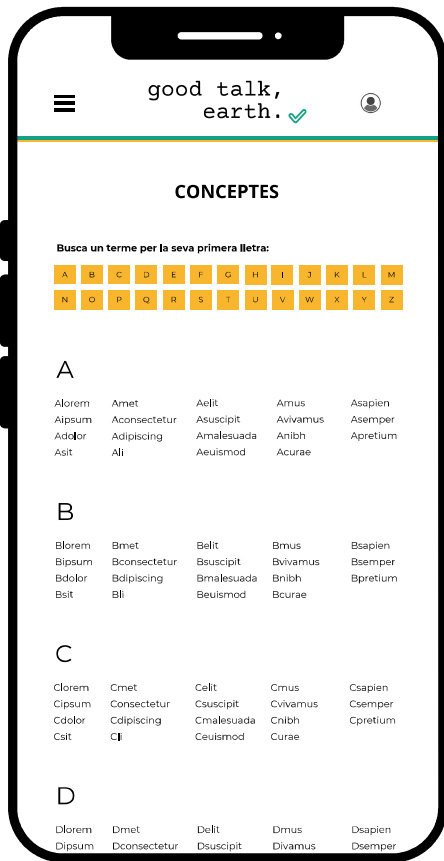 good talk,
earth.
CONCEPTES
Busca un terme per la seva primera lletra:
A B C D E F G H I J K L M
N O P Q R S T U V W X Y Z
A
Alorem Amet Aelit Amus Asapien
Aipsum Aconsectetur Asuscipit Avivamus Asemper
Adolor Adipiscing Amalesuada Anibh Apretium
Asit Ali Aeuismod Acurae
B
Blorem Bmet Belit Bmus Bsapien
Bipsum Bconsectetur Bsuscipit Bvivamus Bsemper
Bdolor Bdipiscing Bmalesuada Bnibh Bpretium
Bsit Bli Beuismod Bcurae
C
Clorem Cmet Celit Cmus Csapien
Cipsum Consectetur Csuscipit Cvivamus Csemper
Cdolor Cdipiscing Cmalesuada Cnibh Cpretium
Csit Cli Ceuismod Curae
D
Dlorem Dmet Delit Dmus Dsapien
Dipsum Dconsectetur Dsuscipit Divamus Dsemper